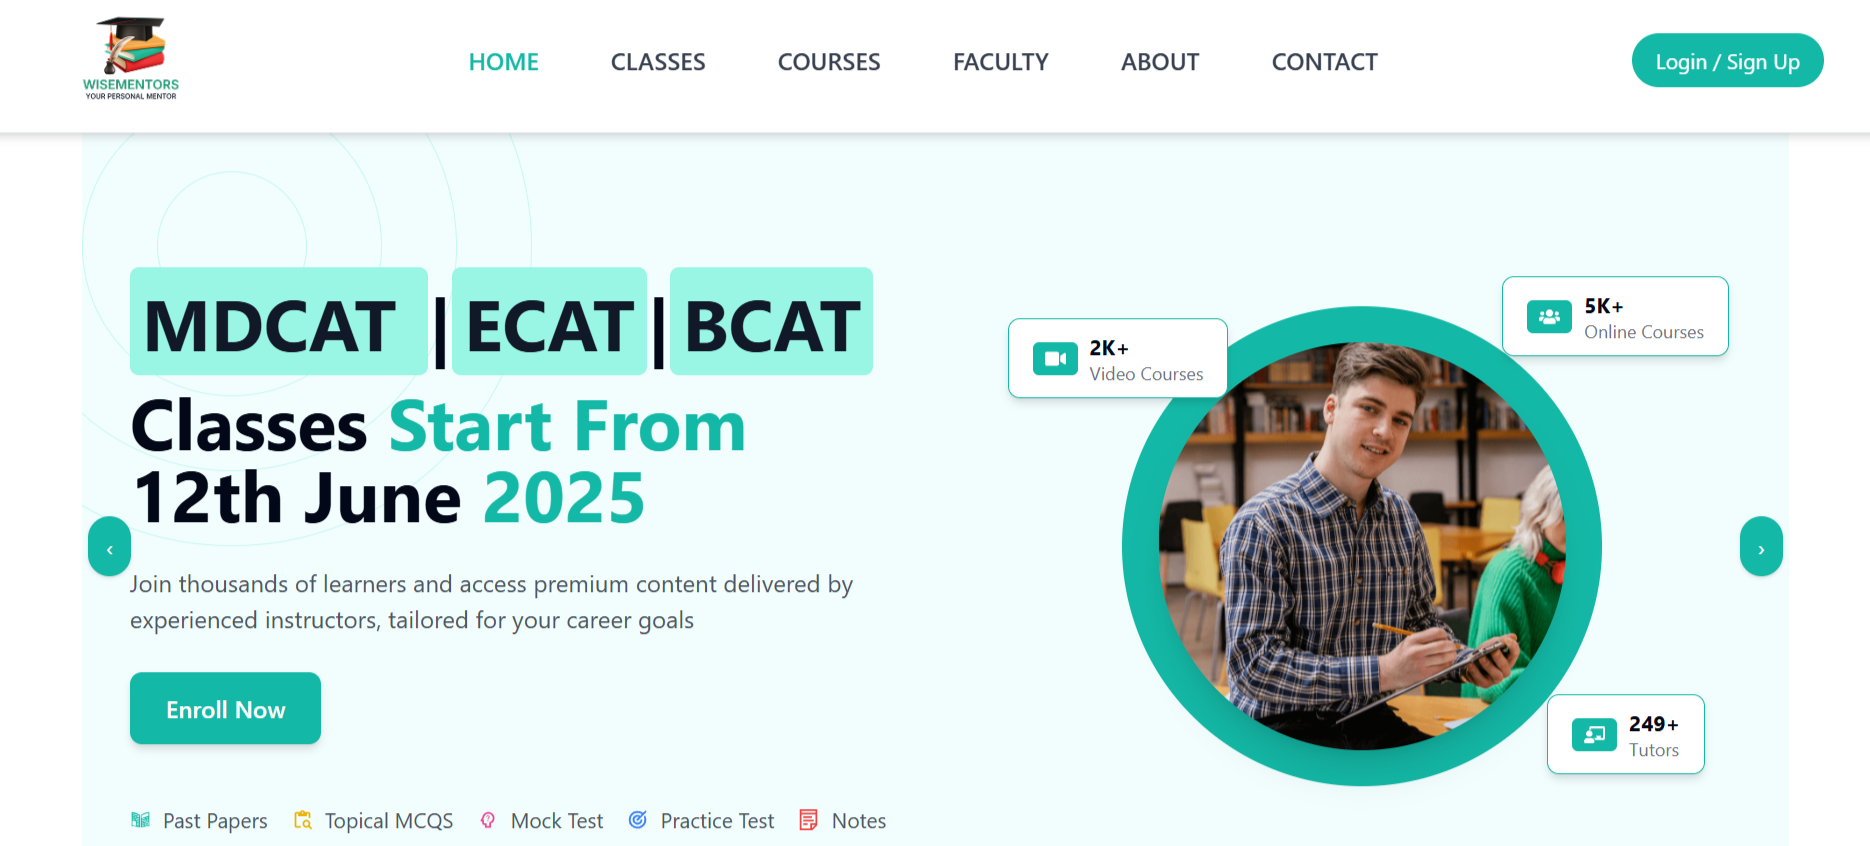 WISEMENTORS
YOUR PERSONAL MENTOR
HOME CLASSES COURSES FACULTY ABOUT CONTACT
Login / Sign Up
MDCAT | ECAT | BCAT
Classes Start From
12th June 2025
‹
›
Join thousands of learners and access premium content delivered by
experienced instructors, tailored for your career goals
Enroll Now
Past Papers Topical MCQS Mock Test Practice Test Notes
2K+
Video Courses
5K+
Online Courses
249+
Tutors